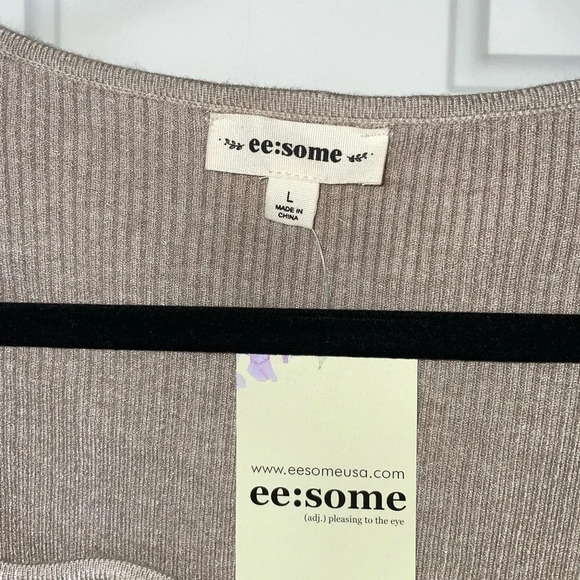 ee:some
L
MADE IN
CHINA
www.eesomeusa.com
ee:some
(adj.) pleasing to the eye